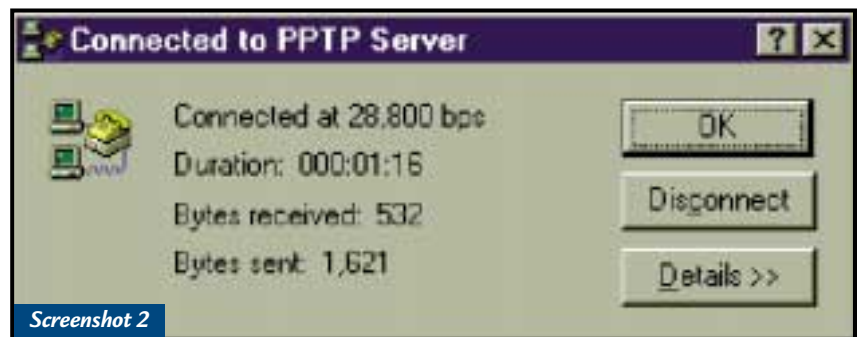 Connected to PPTP Server
Connected at 28,800 bps
Duration: 000:01:16
Bytes received: 532
Bytes sent: 1,621
OK
Disconnect
Details >>
Screenshot 2